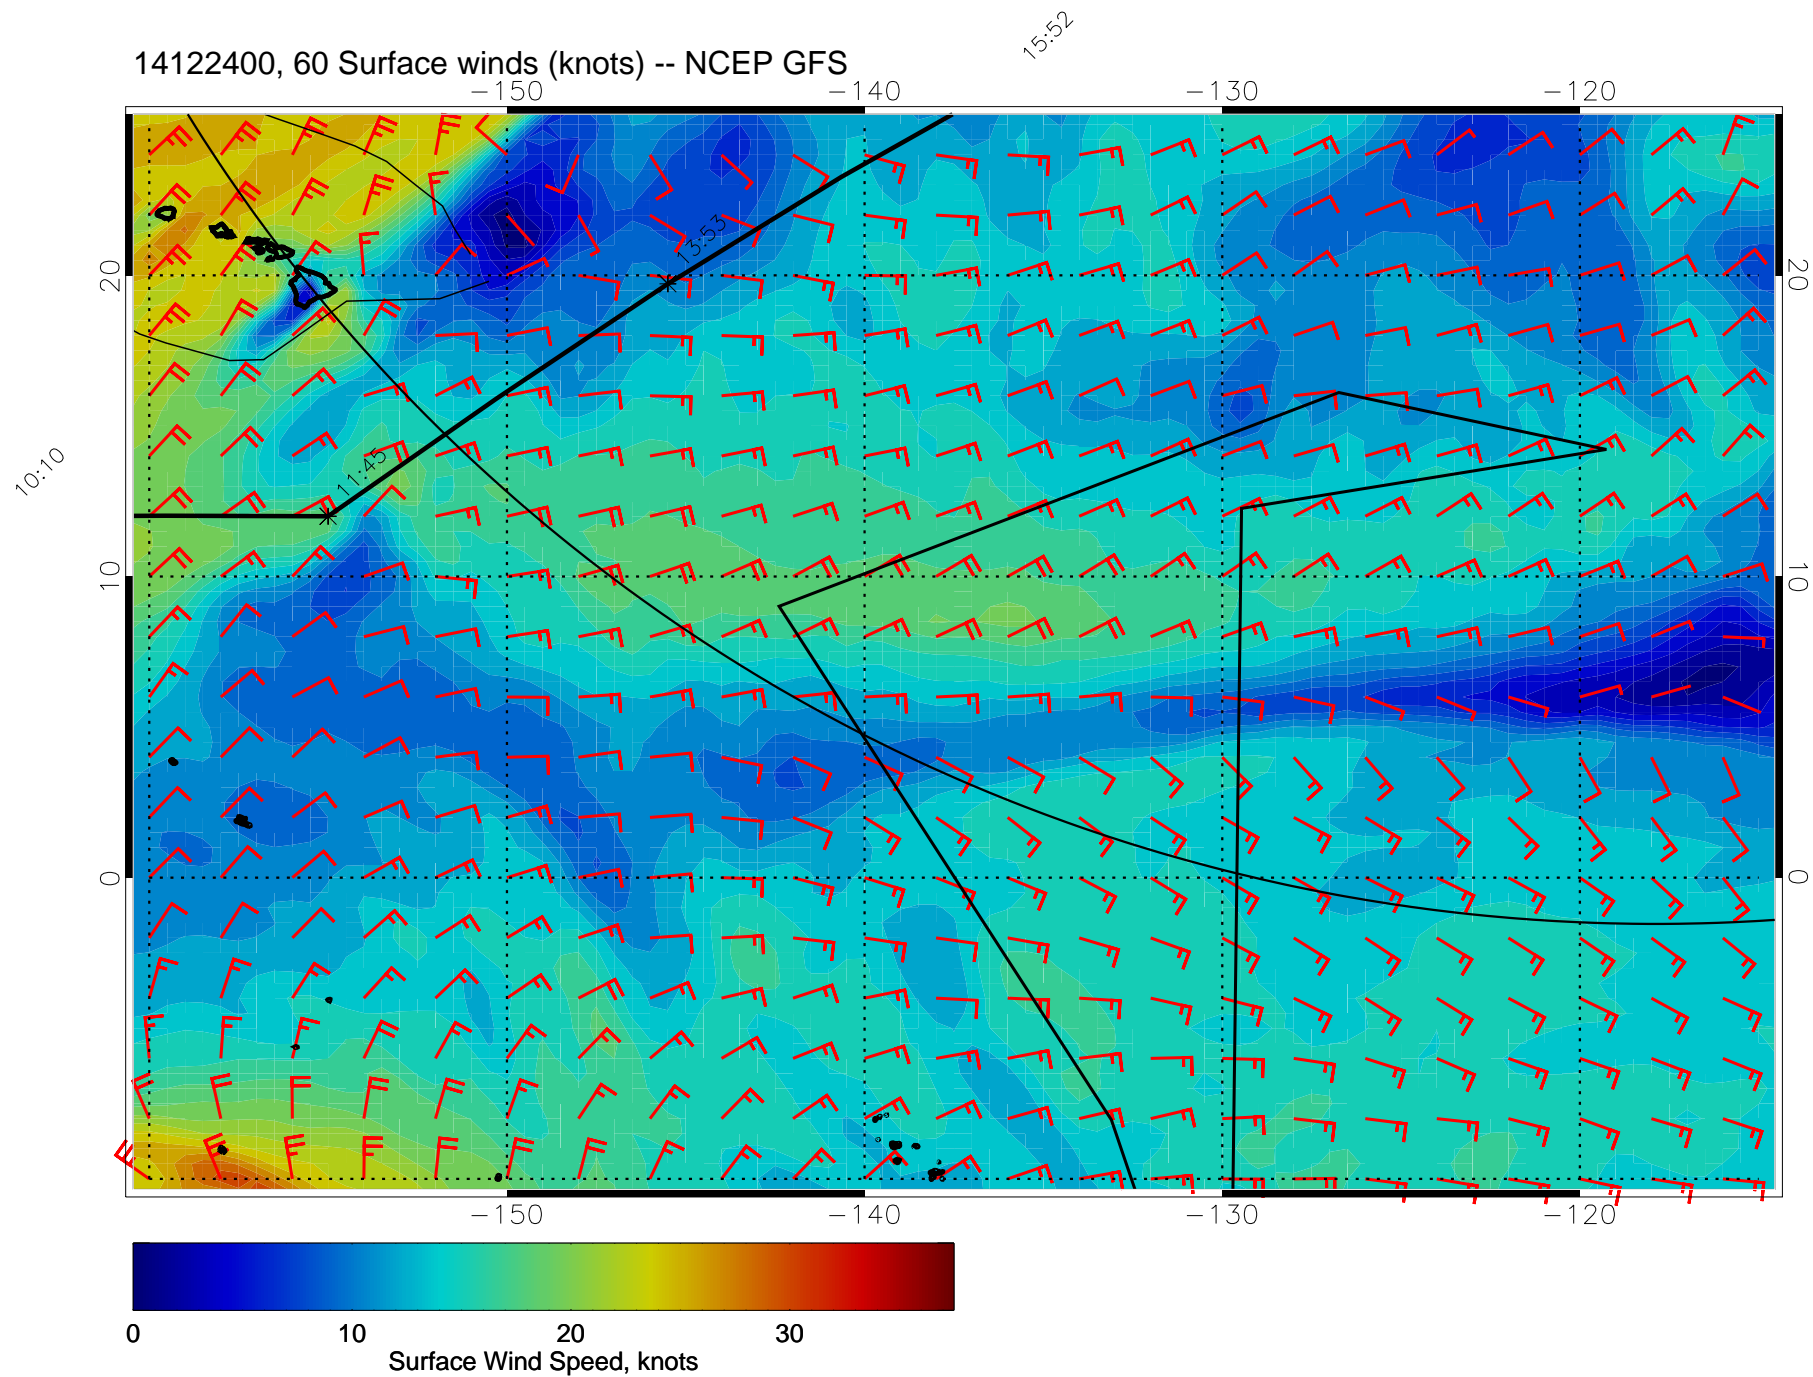 15:52
14122400, 60 Surface winds (knots) -- NCEP GFS
-150 -140 -130 -120
13:53
20 20
11:45
10:10
10 10
0 0
-150 -140 -130 -120
0 10 20 30
Surface Wind Speed, knots